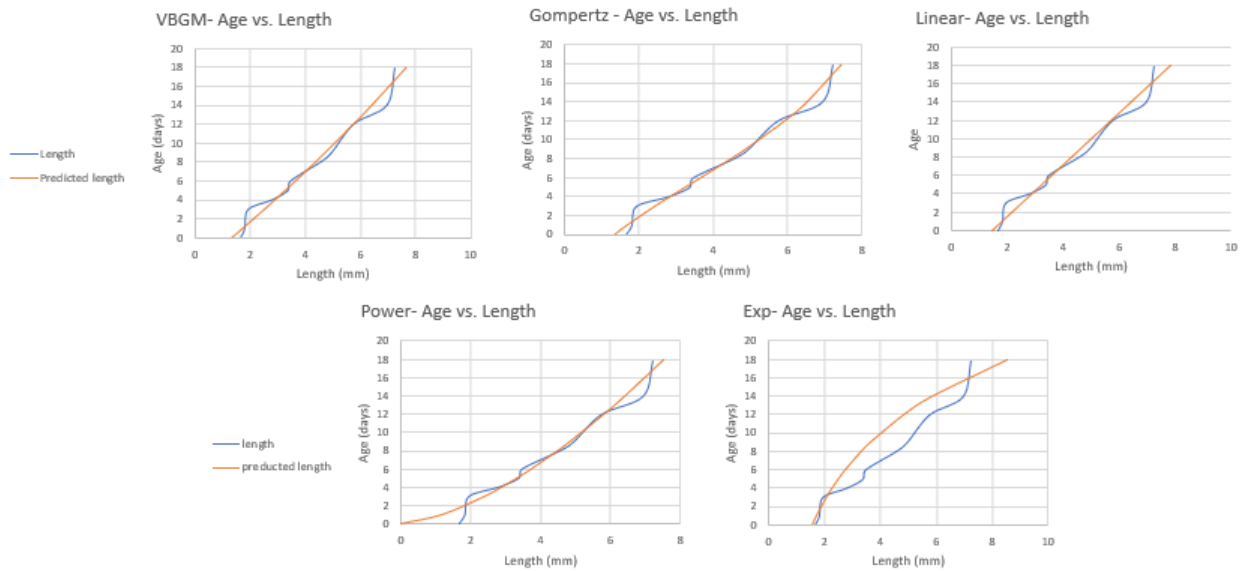 VBGM- Age vs. Length
Gompertz - Age vs. Length
Linear- Age vs. Length
20
18
16
14
12
10
8
6
4
2
0
Age (days)
0 2 4 6 8 10
Length (mm)
Length
Predicted length
20
18
16
14
12
10
8
6
4
2
0
Age (days)
0 2 4 6 8
Length (mm)
20
18
16
14
12
10
8
6
4
2
0
Age
0 2 4 6 8 10
Length (mm)
Power- Age vs. Length
Exp- Age vs. Length
20
18
16
14
12
10
8
6
4
2
0
Age (days)
0 2 4 6 8
Length (mm)
length
preducted length
20
18
16
14
12
10
8
6
4
2
0
Age (days)
0 2 4 6 8 10
Length (mm)